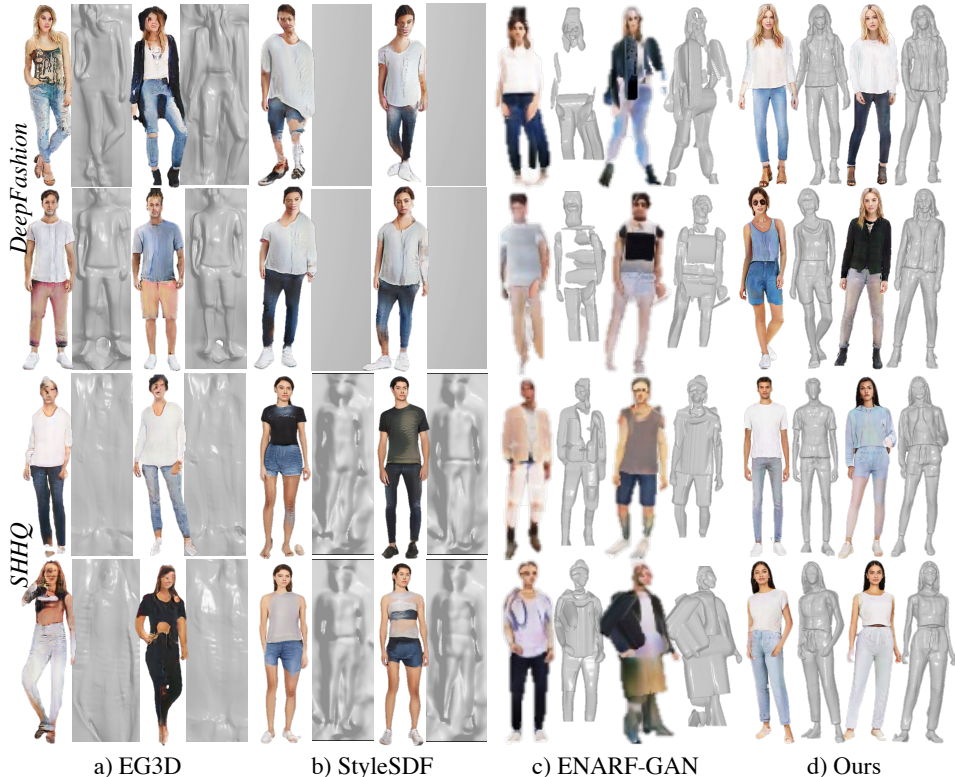 DeepFashion
SHHQ
a) EG3D
b) StyleSDF
c) ENARF-GAN
d) Ours